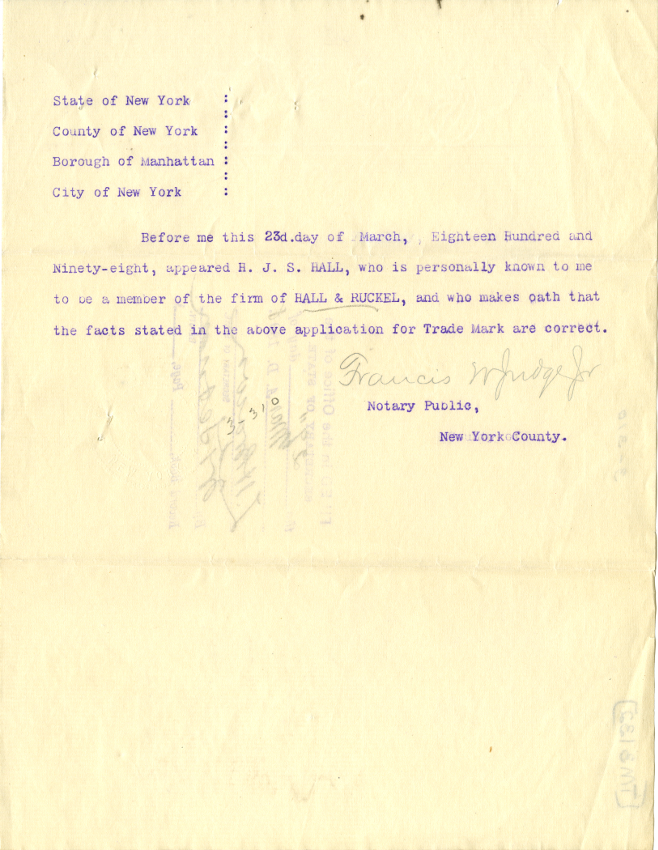 State of New York :
:
County of New York :
:
Borough of Manhattan :
:
City of New York :
Before me this 23d.day of March, Eighteen Hundred and
Ninety-eight, appeared H. J. S. HALL, who is personally known to me
to be a member of the firm of HALL & RUCKEL, and who makes oath that
the facts stated in the above application for Trade Mark are correct.
Francis W Judge Jr
Notary Public,
New York County.
3-310